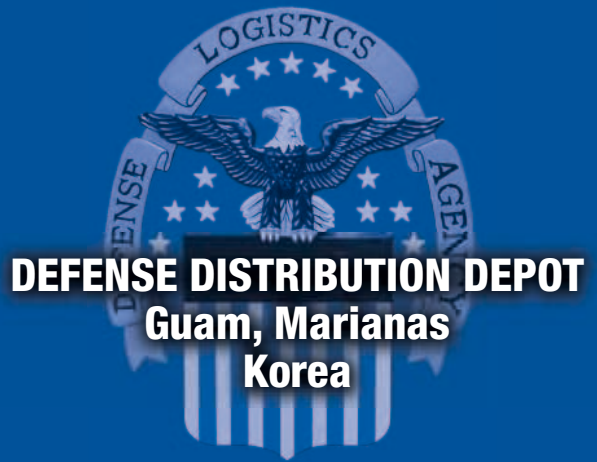 LOGISTICS
DEFENSE
AGENCY
DEFENSE DISTRIBUTION DEPOT
Guam, Marianas
Korea